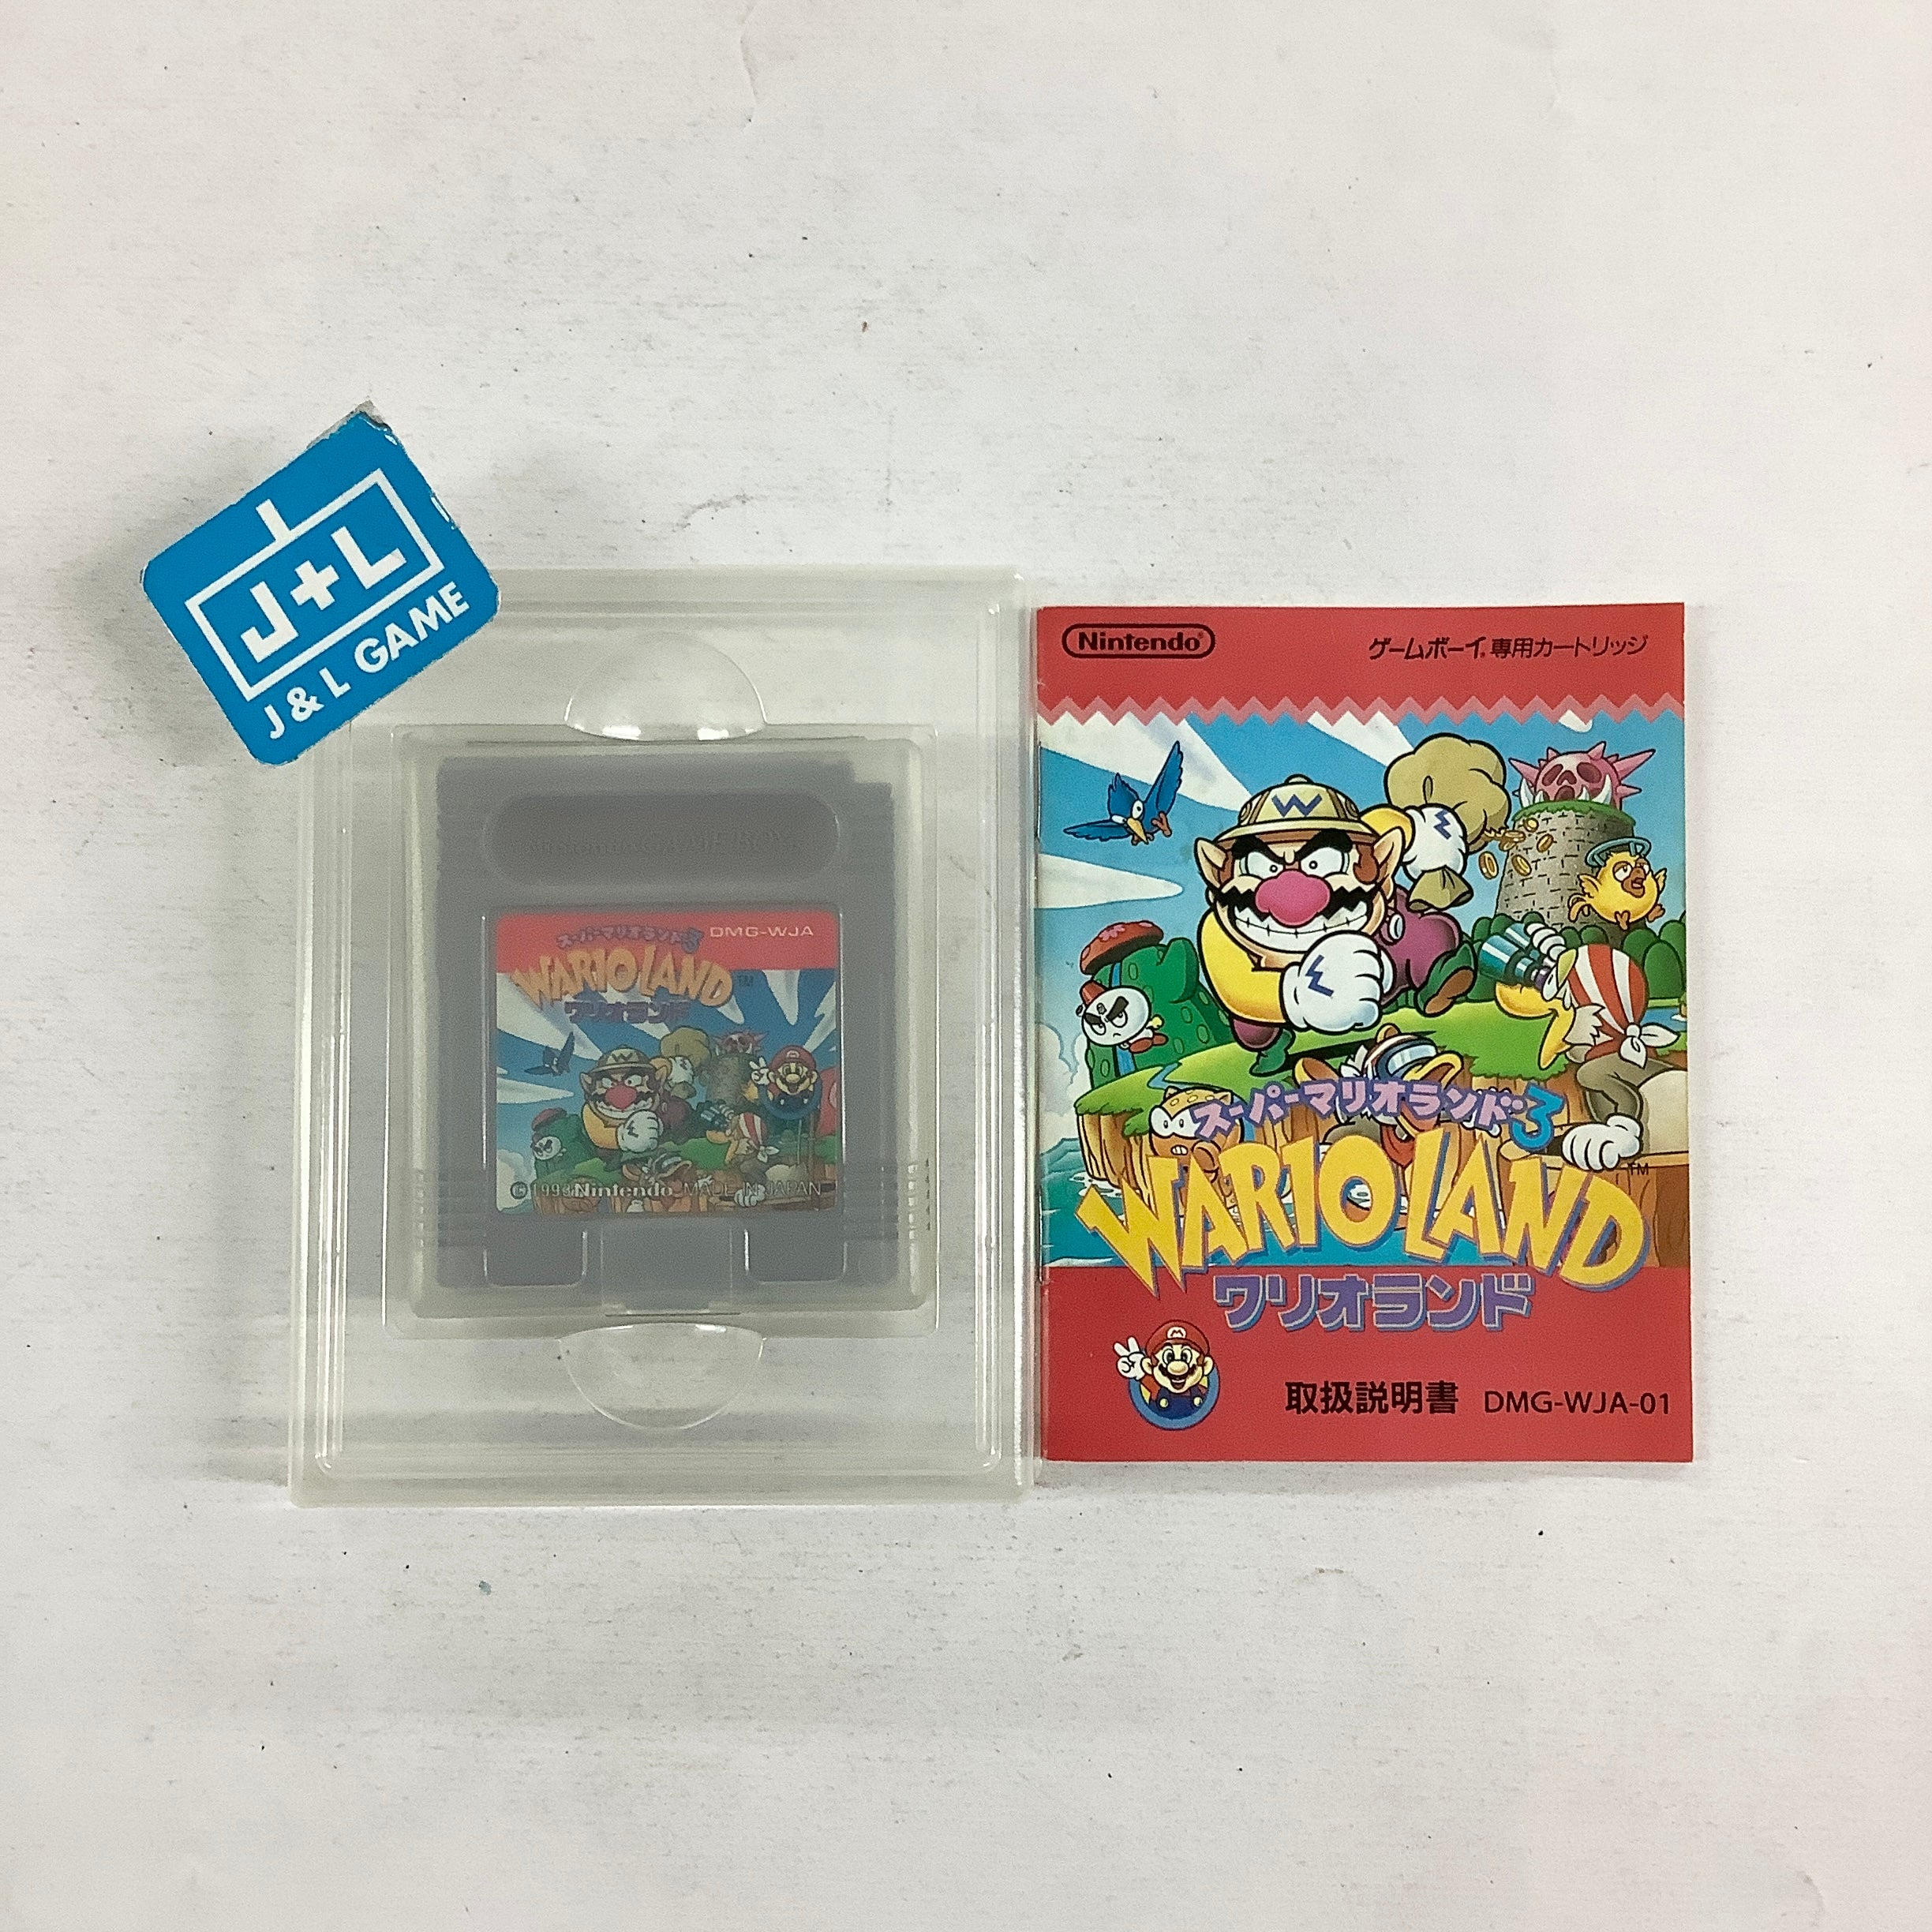 J+L
J & L GAME
DMG-WJA
スーパーマリオランド3
WARIO LAND TM
ワリオランド
W
©1993 Nintendo MADE IN JAPAN
Nintendo®
ゲームボーイ®専用カートリッジ
W
スーパーマリオランド3
WARIO LAND TM
ワリオランド
M
取扱説明書 DMG-WJA-01